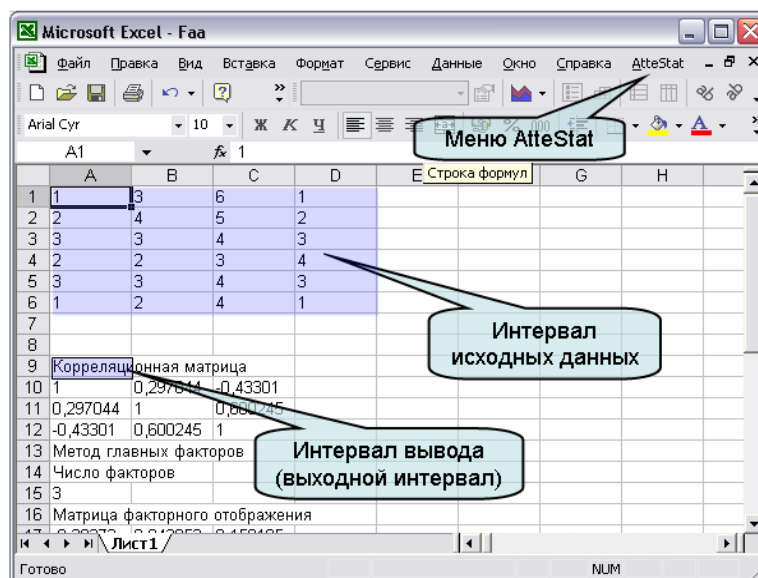 Microsoft Excel - Faa
Файл Правка Вид Вставка Формат Сервис Данные Окно Справка AtteStat
Arial Cyr 10 Ж К Ч
A1 fx 1
Меню AtteStat
Строка формул
A B C D E G H
1 1 3 6 1
2 2 4 5 2
3 3 3 4 3
4 2 2 3 4
5 3 3 4 3
6 1 2 4 1
7
8
Интервал
исходных данных
9 Корреляционная матрица
10 1 0,297044 -0,43301
11 0,297044 1 0,600245
12 -0,43301 0,600245 1
13 Метод главных факторов
Интервал вывода
(выходной интервал)
14 Число факторов
15 3
16 Матрица факторного отображения
17
Лист1
Готово NUM